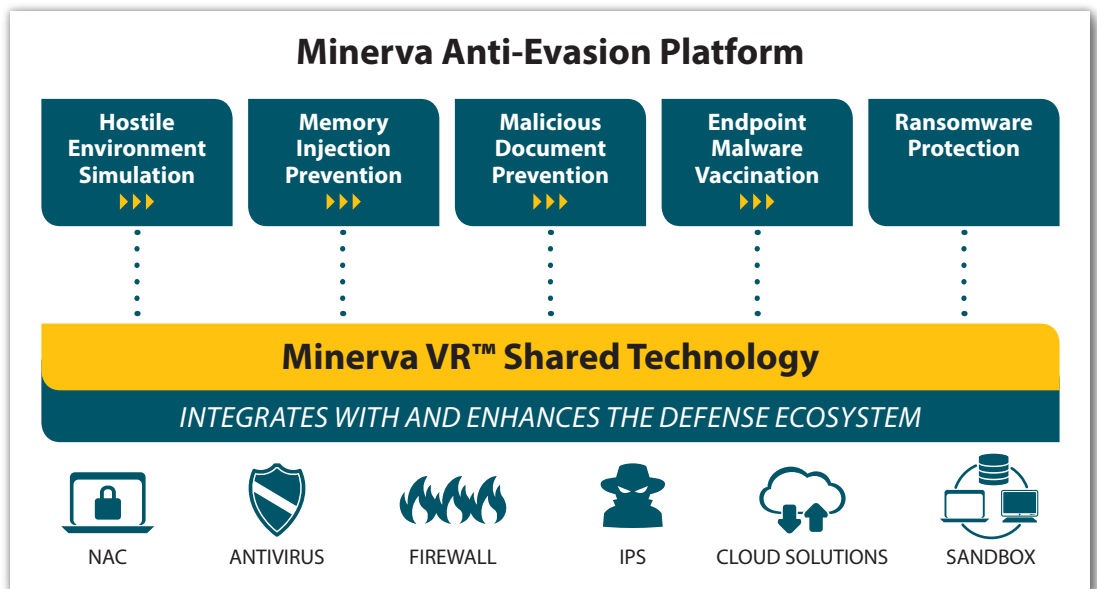 Minerva Anti-Evasion Platform
Hostile
Environment
Simulation
Memory
Injection
Prevention
Malicious
Document
Prevention
Endpoint
Malware
Vaccination
Ransomware
Protection
Minerva VR™ Shared Technology
INTEGRATES WITH AND ENHANCES THE DEFENSE ECOSYSTEM
NAC
ANTIVIRUS
FIREWALL
IPS
CLOUD SOLUTIONS
SANDBOX